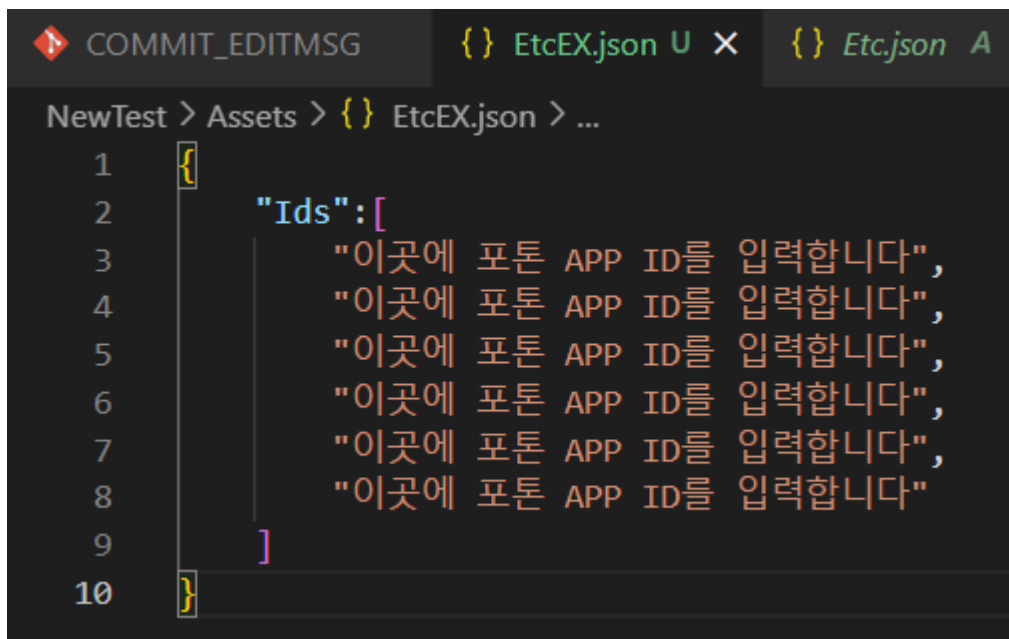 COMMIT_EDITMSG {} EtcEX.json U × {} Etc.json A
NewTest > Assets > {} EtcEX.json > ...
1 {
2 "Ids":[
3 "이곳에 포톤 APP ID를 입력합니다",
4 "이곳에 포톤 APP ID를 입력합니다",
5 "이곳에 포톤 APP ID를 입력합니다",
6 "이곳에 포톤 APP ID를 입력합니다",
7 "이곳에 포톤 APP ID를 입력합니다",
8 "이곳에 포톤 APP ID를 입력합니다"
9 ]
10 }